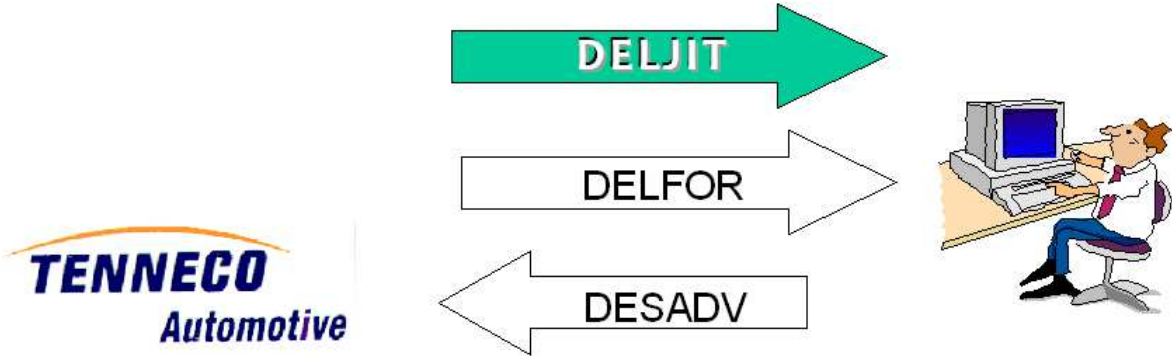 DELJIT
DELFOR
DESADV
TENNECO
Automotive